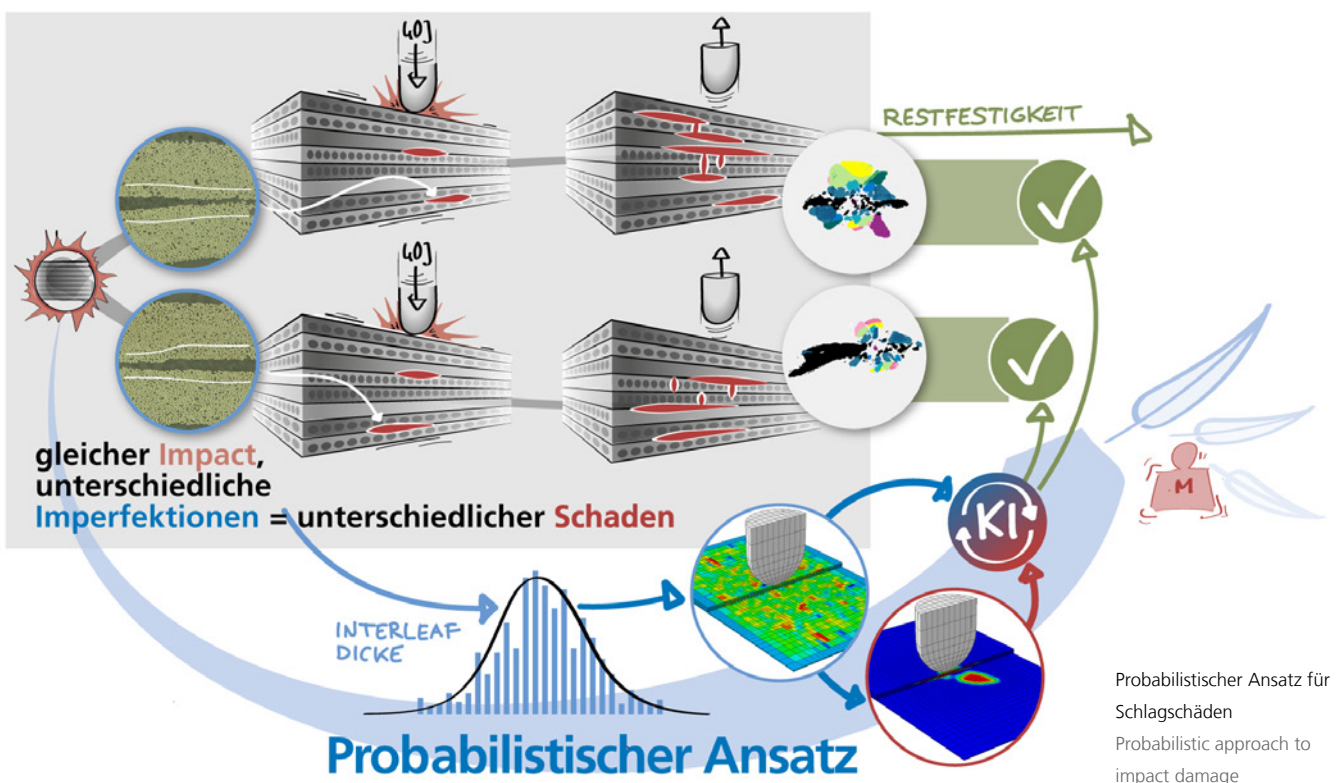 40J
RESTFESTIGKEIT
40J
gleicher Impact,
unterschiedliche
Imperfektionen = unterschiedlicher Schaden
M
KI
INTERLEAF
DICKE
Probabilistischer Ansatz für
Schlagschäden
Probabilistic approach to
impact damage
Probabilistischer Ansatz